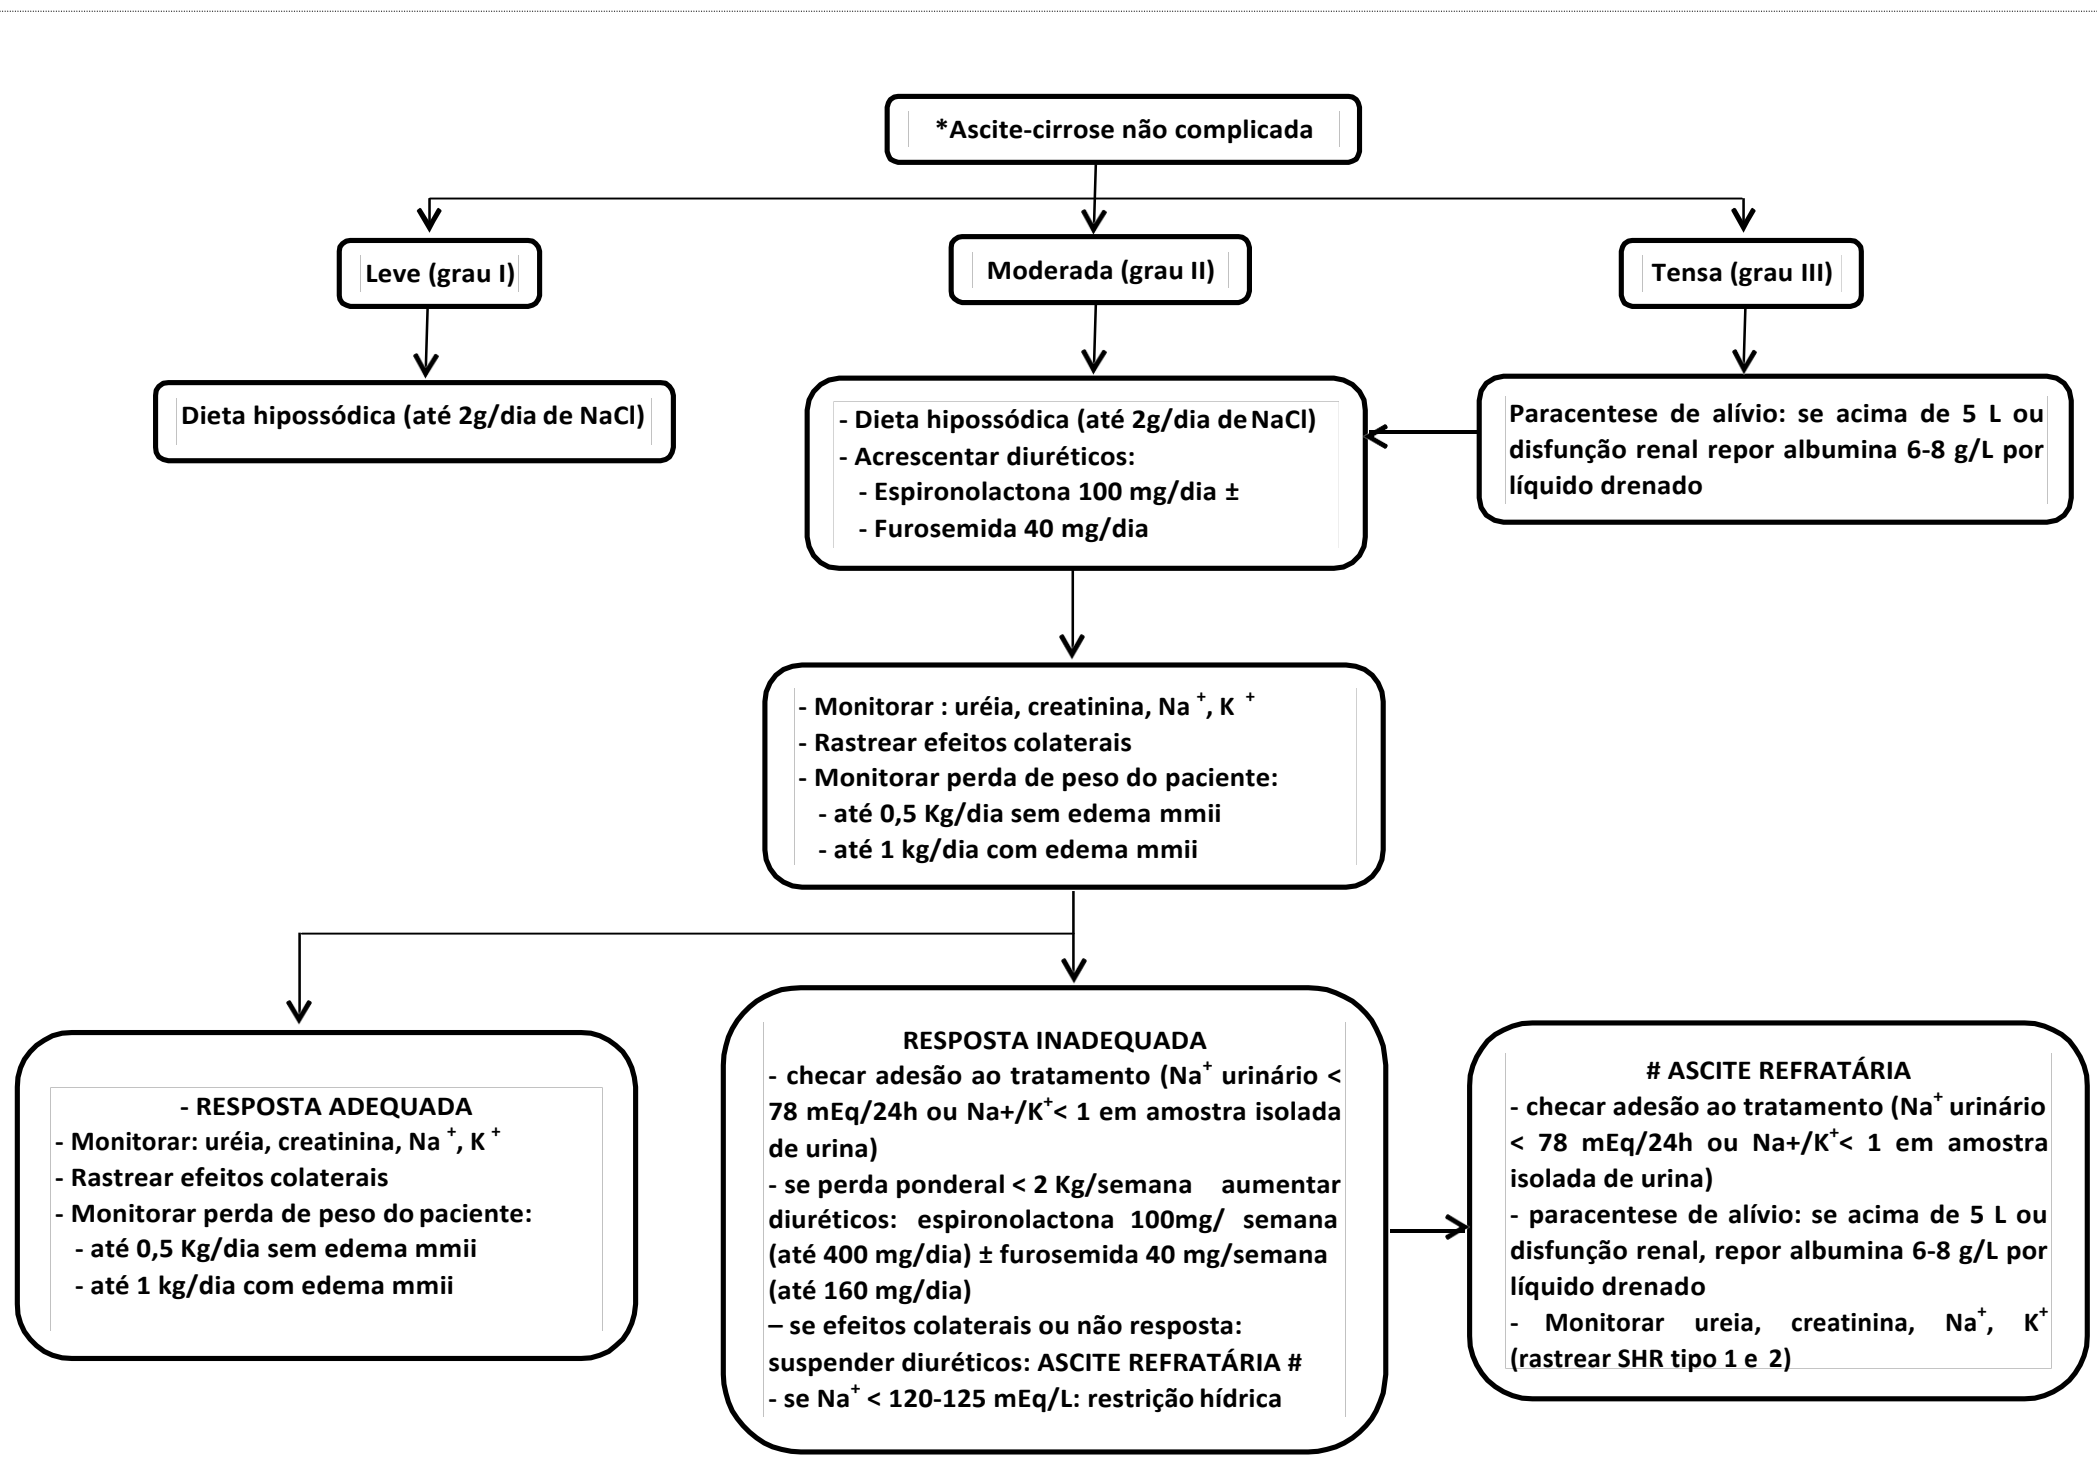 *Ascite-cirrose não complicada
Leve (grau I)
Moderada (grau II)
Tensa (grau III)
Dieta hipossódica (até 2g/dia de NaCl)
- Dieta hipossódica (até 2g/dia de NaCl)
- Acrescentar diuréticos:
- Espironolactona 100 mg/dia ±
- Furosemida 40 mg/dia
Paracentese de alívio: se acima de 5 L ou
disfunção renal repor albumina 6-8 g/L por
líquido drenado
- Monitorar : uréia, creatinina, Na +, K +
- Rastrear efeitos colaterais
- Monitorar perda de peso do paciente:
- até 0,5 Kg/dia sem edema mmii
- até 1 kg/dia com edema mmii
- RESPOSTA ADEQUADA
- Monitorar: uréia, creatinina, Na +, K +
- Rastrear efeitos colaterais
- Monitorar perda de peso do paciente:
- até 0,5 Kg/dia sem edema mmii
- até 1 kg/dia com edema mmii
RESPOSTA INADEQUADA
- checar adesão ao tratamento (Na+ urinário <
78 mEq/24h ou Na+/K+< 1 em amostra isolada
de urina)
- se perda ponderal < 2 Kg/semana aumentar
diuréticos: espironolactona 100mg/ semana
(até 400 mg/dia) ± furosemida 40 mg/semana
(até 160 mg/dia)
– se efeitos colaterais ou não resposta:
suspender diuréticos: ASCITE REFRATÁRIA #
- se Na+ < 120-125 mEq/L: restrição hídrica
# ASCITE REFRATÁRIA
- checar adesão ao tratamento (Na+ urinário
< 78 mEq/24h ou Na+/K+< 1 em amostra
isolada de urina)
- paracentese de alívio: se acima de 5 L ou
disfunção renal, repor albumina 6-8 g/L por
líquido drenado
- Monitorar ureia, creatinina, Na+, K+
(rastrear SHR tipo 1 e 2)